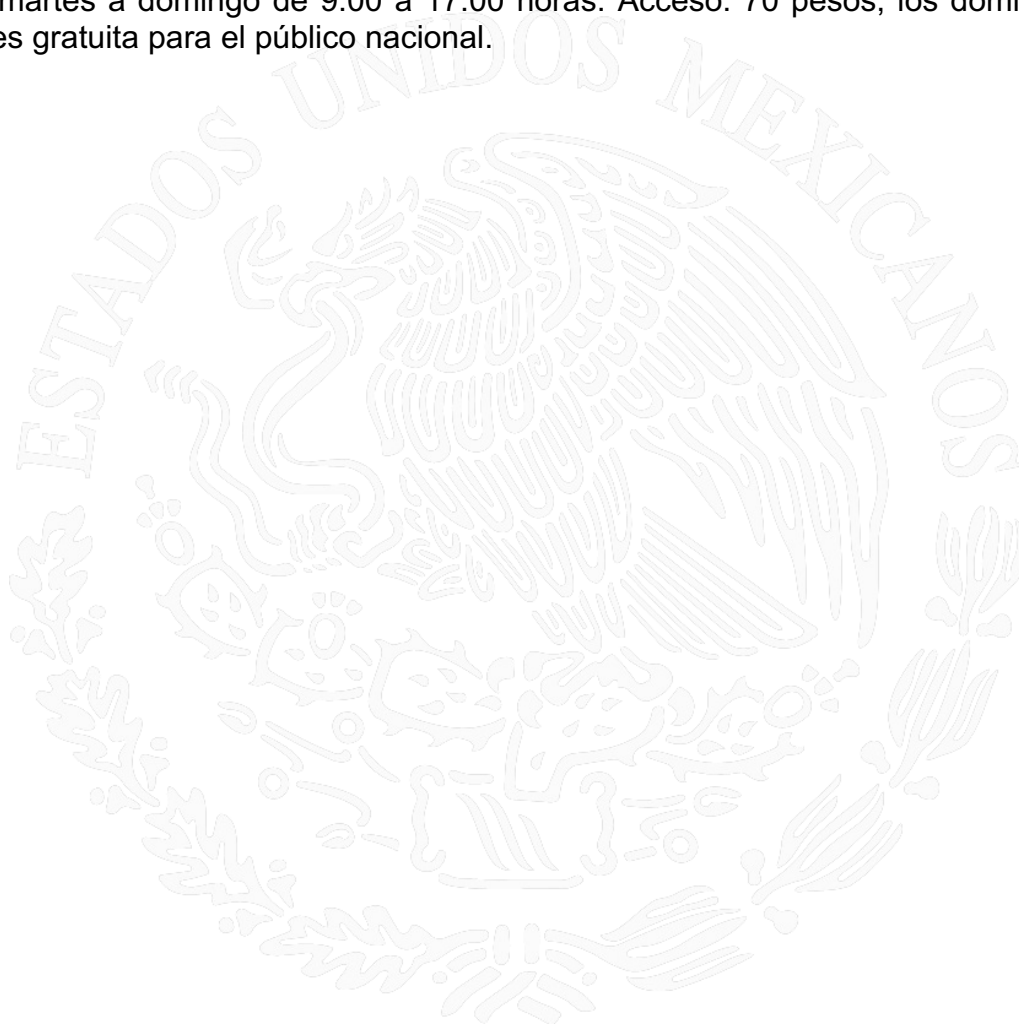 martes a domingo de 9:00 a 17:00 horas. Acceso: 70 pesos, los
es gratuita para el público nacional.
ESTADOS UNIDOS MEXICANOS